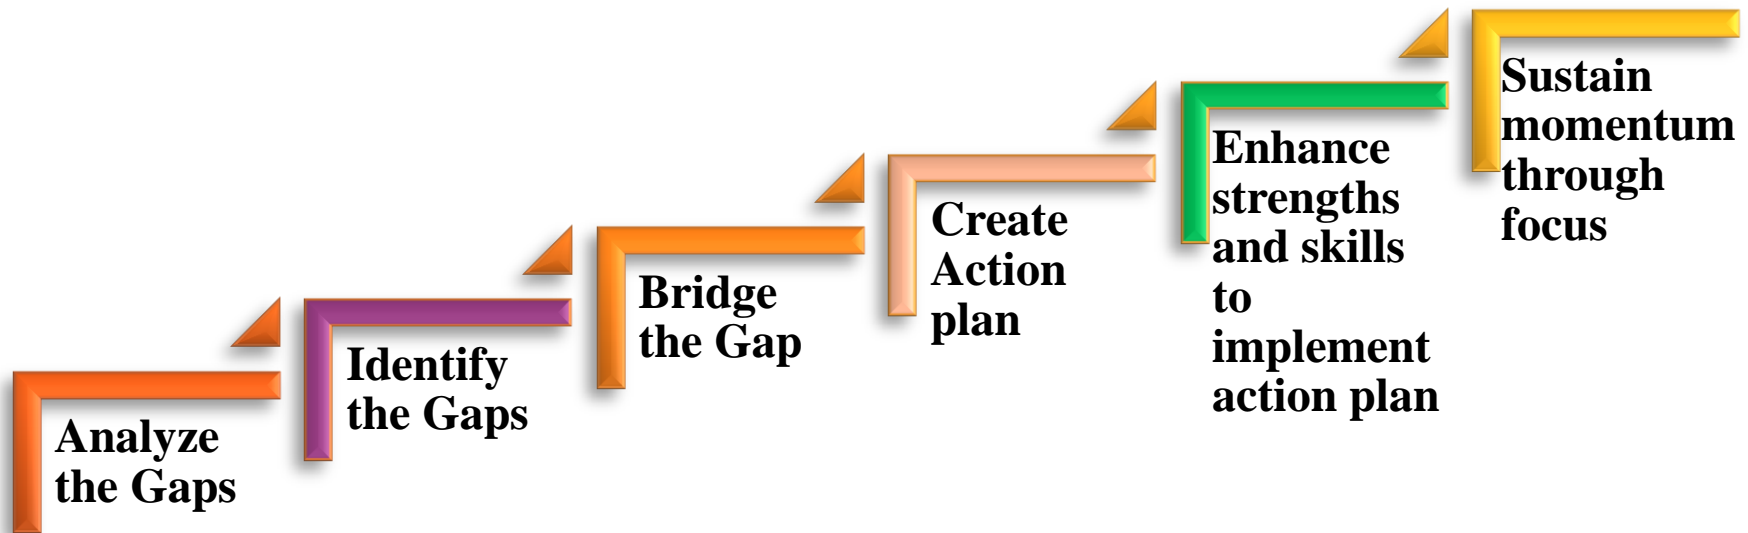 Analyze
the Gaps
Identify
the Gaps
Bridge
the Gap
Create
Action
plan
Enhance
strengths
and skills
to
implement
action plan
Sustain
momentum
through
focus